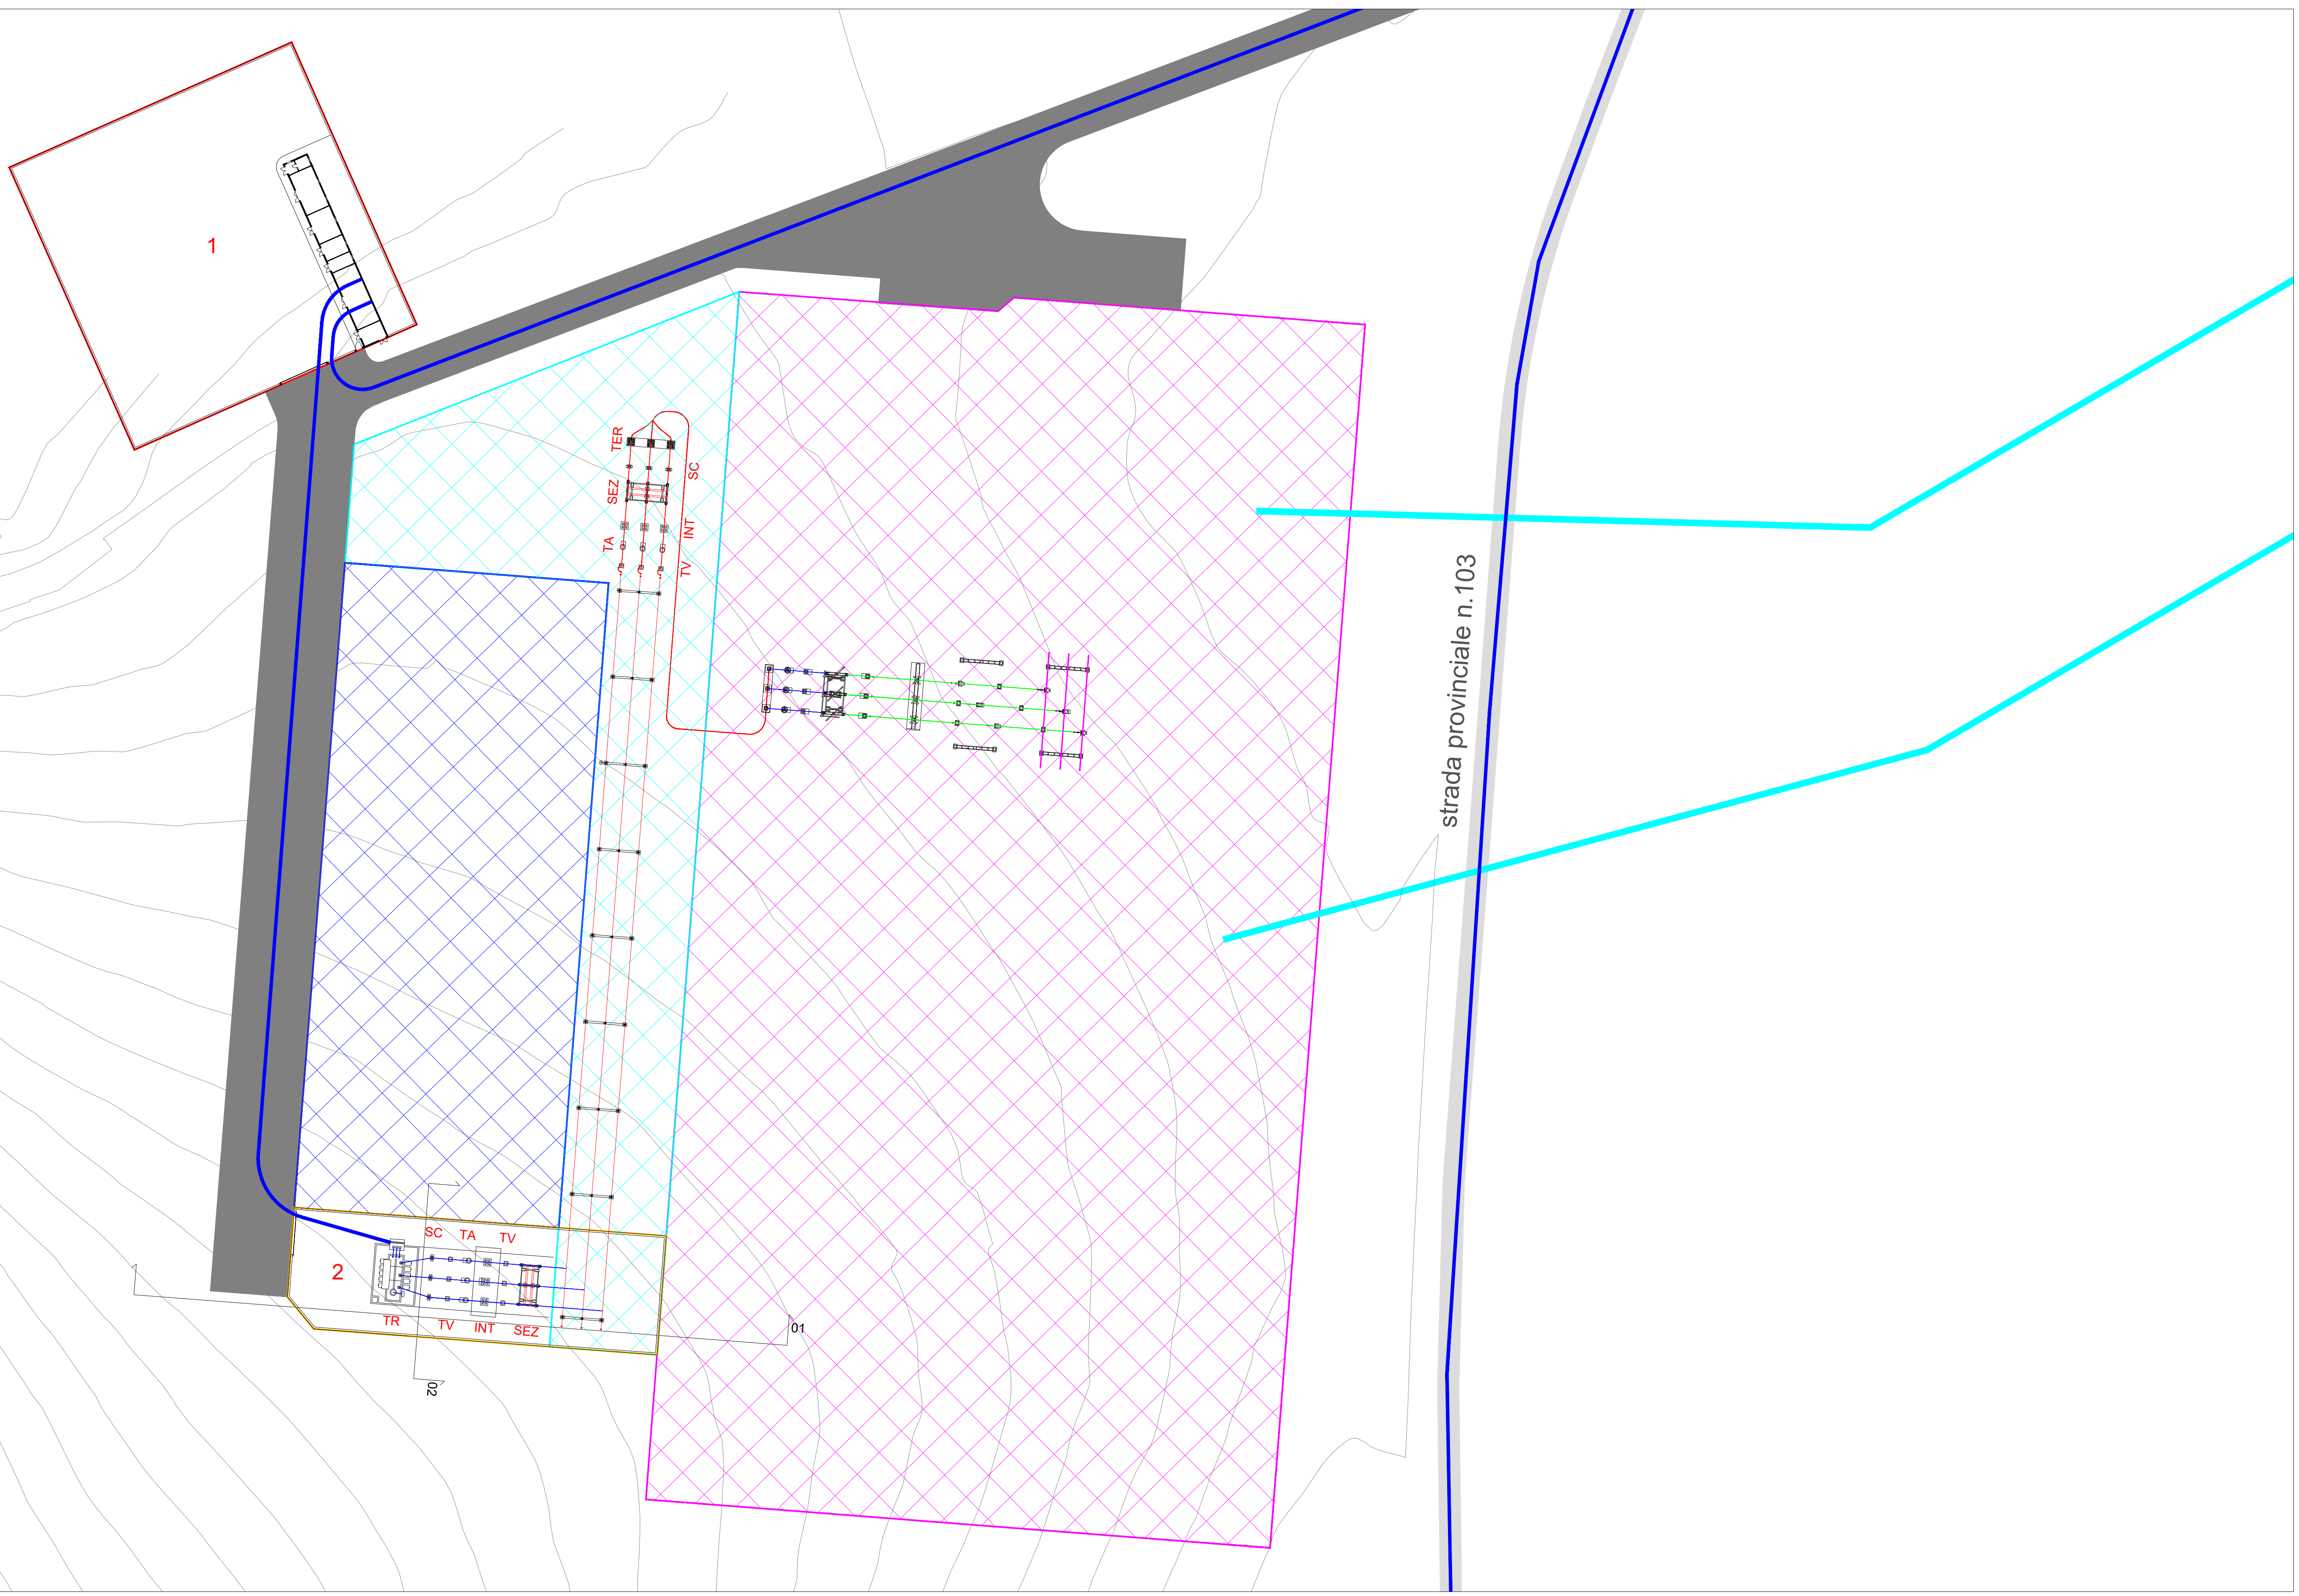 1
TER
SC
SEZ
INT
TA
TV
strada provinciale n.103
SC TA TV
2
TR TV INT SEZ
01
02